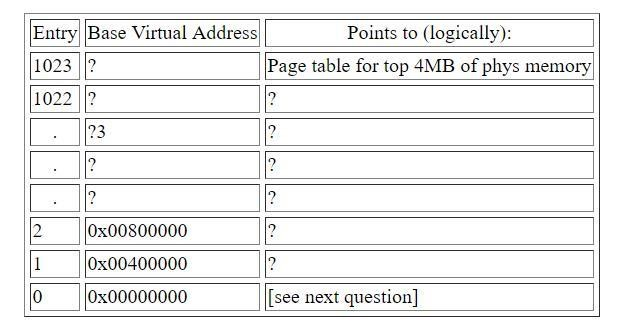 Entry Base Virtual Address Points to (logically):
1023 ? Page table for top 4MB of phys memory
1022 ? ?
. ?3 ?
. ? ?
. ? ?
2 0x00800000 ?
1 0x00400000 ?
0 0x00000000 [see next question]